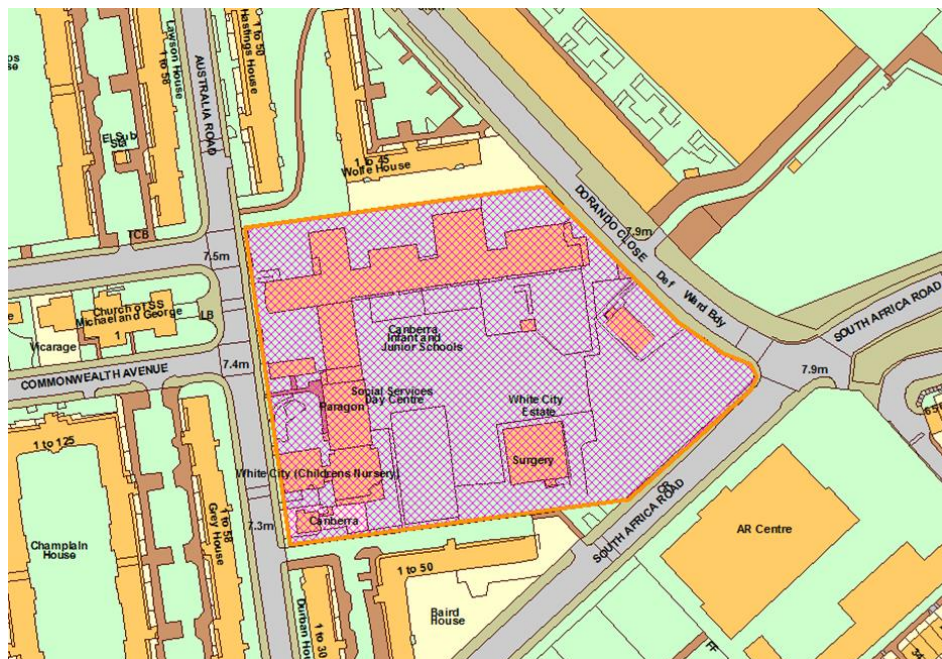 Lawson House
1 to 58
AUSTRALIA ROAD
Hastings House
1 to 50
El Sub
Sta
1 to 45
Wolfe House
TCB
7.5m
DORANDO CLOSE
7.9m
Def
Ward Bdy
SOUTH AFRICA ROAD
7.9m
Church of SS
Michael and George
1
LB
Vicarage
7.4m
COMMONWEALTH AVENUE
Canberra
Infant and
Junior Schools
Social Services
Day Centre
Paragon
White City
Estate
Surgery
White City (Childrens Nursery)
Canberra
1 to 125
Grey House
1 to 58
7.3m
Champlain
House
CR
SOUTH AFRICA ROAD
AR Centre
1 to 50
Baird
House
Durban Ho
1 to 30
FF